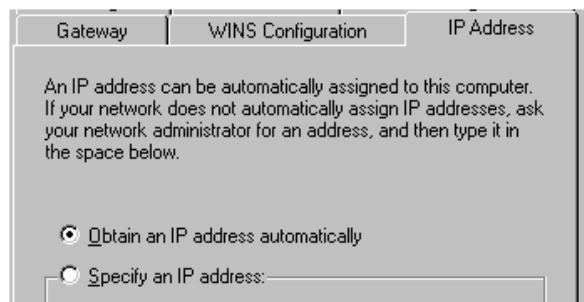 Gateway WINS Configuration IP Address
An IP address can be automatically assigned to this computer.
If your network does not automatically assign IP addresses, ask
your network administrator for an address, and then type it in
the space below.
Obtain an IP address automatically
Specify an IP address: